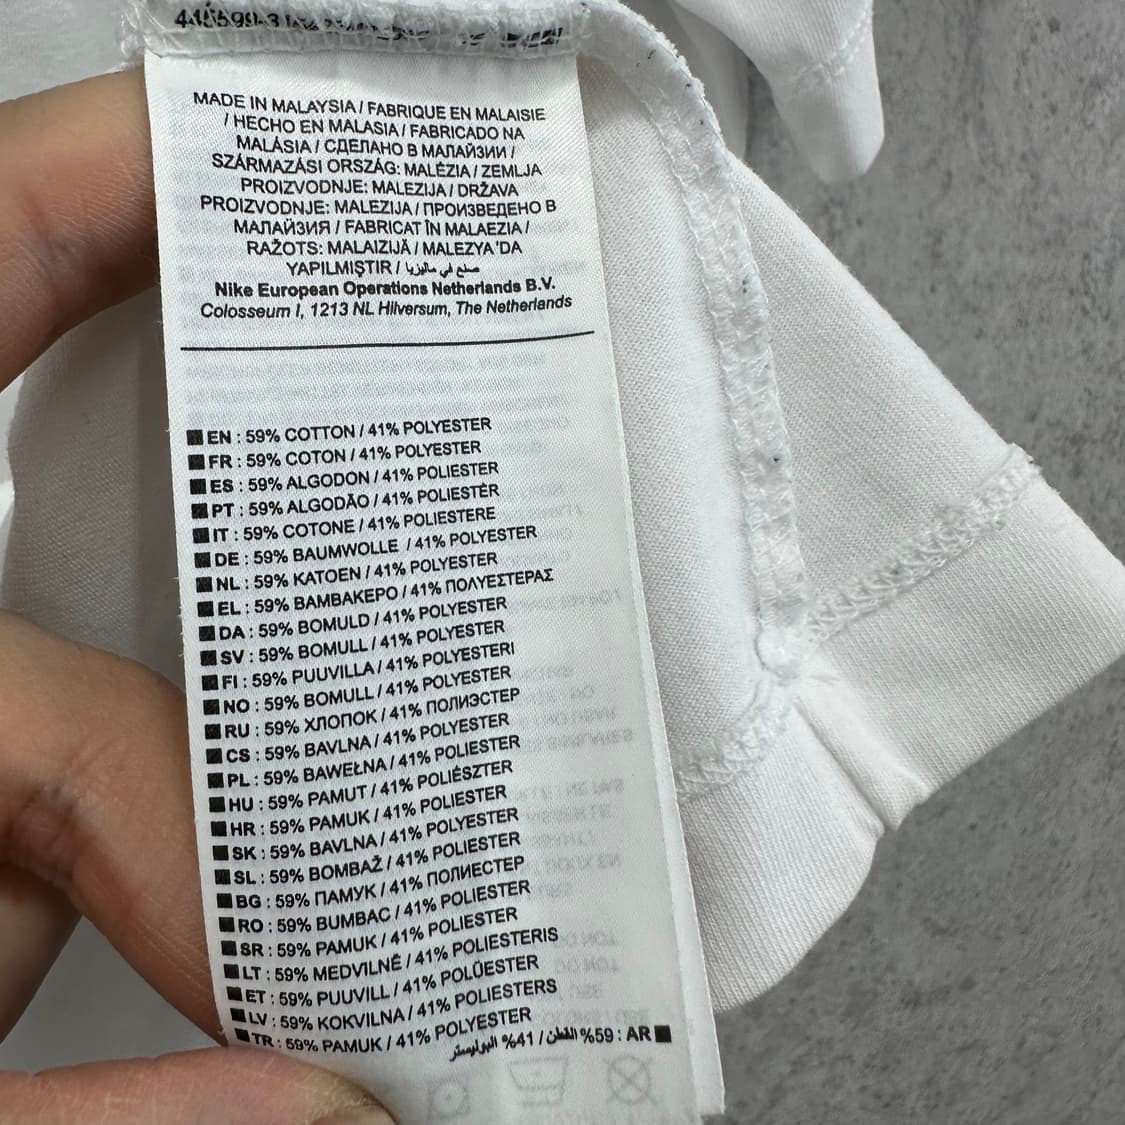 MADE IN MALAYSIA / FABRIQUE EN MALAISIE
/ HECHO EN MALASIA / FABRICADO NA
MALÁSIA / СДЕЛАНО В МАЛАЙЗИИ /
SZÁRMAZÁSI ORSZÁG: MALÉZIA / ZEMLJA
PROIZVODNJE: MALEZIJA / DRŽAVA
PROIZVODNJE: MALEZIJA / ПРОИЗВЕДЕНО В
МАЛАЙЗИЯ / FABRICAT ÎN MALAEZIA /
RAŽOTS: MALAIZIJĀ / MALEZYA'DA
YAPILMIŞTIR / صنع في ماليزيا
Nike European Operations Netherlands B.V.
Colosseum I, 1213 NL Hilversum, The Netherlands
EN : 59% COTTON / 41% POLYESTER
FR : 59% COTON / 41% POLYESTER
ES : 59% ALGODON / 41% POLIESTER
PT : 59% ALGODÃO / 41% POLIESTÉR
IT : 59% COTONE / 41% POLIESTERE
DE : 59% BAUMWOLLE / 41% POLYESTER
NL : 59% KATOEN / 41% POLYESTER
EL : 59% ΒΑΜΒΑΚΕΡΟ / 41% ΠΟΛΥΕΣΤΕΡΑΣ
DA : 59% BOMULD / 41% POLYESTER
SV : 59% BOMULL / 41% POLYESTER
FI : 59% PUUVILLA / 41% POLYESTERI
NO : 59% BOMULL / 41% POLYESTER
RU : 59% ХЛОПОК / 41% ПОЛИЭСТЕР
CS : 59% BAVLNA / 41% POLYESTER
PL : 59% BAWEŁNA / 41% POLIESTER
HU : 59% PAMUT / 41% POLIÉSZTER
HR : 59% PAMUK / 41% POLIESTER
SK : 59% BAVLNA / 41% POLYESTER
SL : 59% BOMBAŽ / 41% POLIESTER
BG : 59% ПАМУК / 41% ПОЛИЕСТЕР
RO : 59% BUMBAC / 41% POLIESTER
SR : 59% PAMUK / 41% POLIESTER
LT : 59% MEDVILNĖ / 41% POLIESTERIS
ET : 59% PUUVILL / 41% POLÜESTER
LV : 59% KOKVILNA / 41% POLIESTERS
TR : 59% PAMUK / 41% POLYESTER
AR : 59% القطن / 41% البوليستر